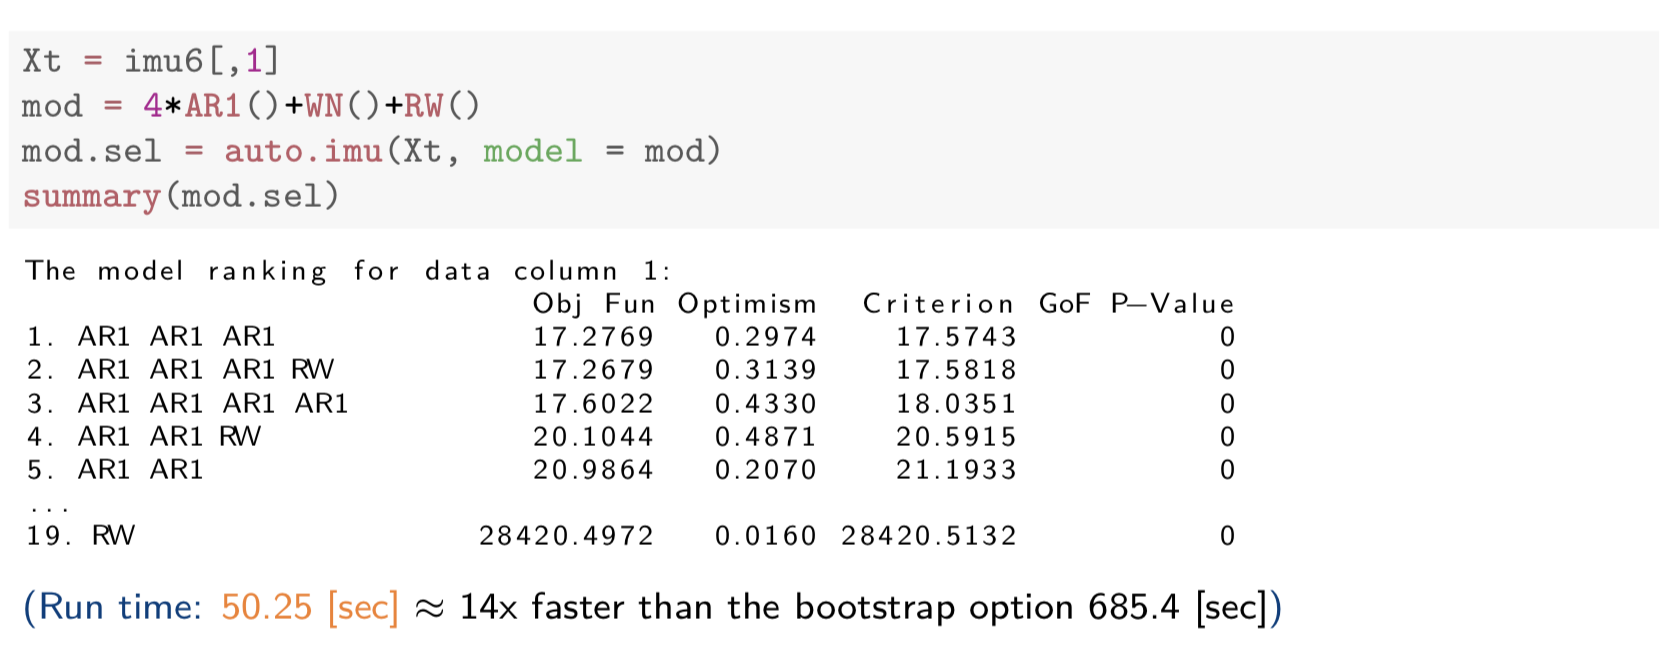 Xt = imu6[,1]
mod = 4*AR1()+WN()+RW()
mod.sel = auto.imu(Xt, model = mod)
summary(mod.sel)
The model ranking for data column 1:
Obj Fun Optimism Criterion GoF P–Value
1. AR1 AR1 AR1 17.2769 0.2974 17.5743 0
2. AR1 AR1 AR1 RW 17.2679 0.3139 17.5818 0
3. AR1 AR1 AR1 AR1 17.6022 0.4330 18.0351 0
4. AR1 AR1 RW 20.1044 0.4871 20.5915 0
5. AR1 AR1 20.9864 0.2070 21.1933 0
...
19. RW 28420.4972 0.0160 28420.5132 0
(Run time: 50.25 [sec] ≈ 14x faster than the bootstrap option 685.4 [sec])